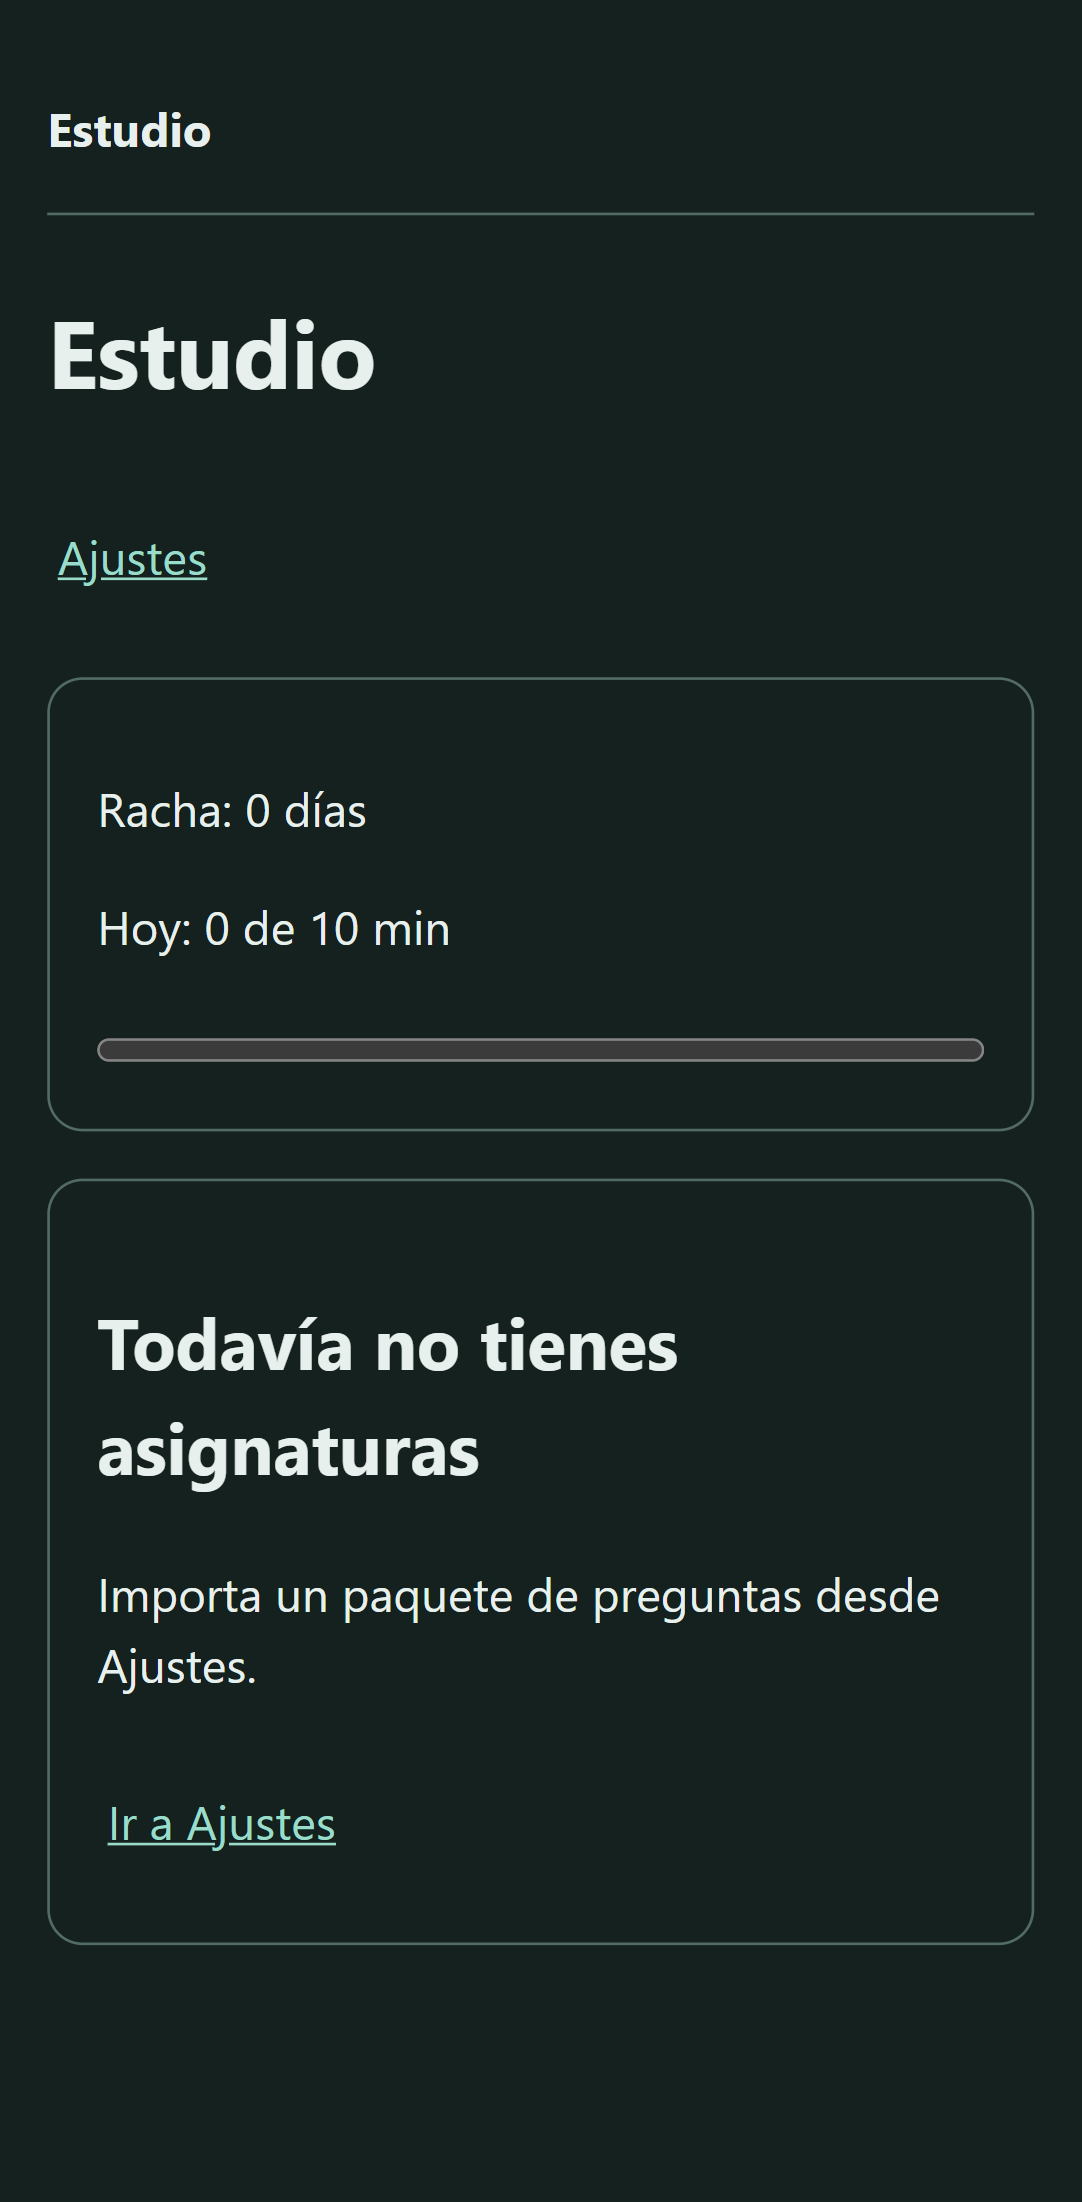 Estudio
Estudio
Ajustes
Racha: 0 días
Hoy: 0 de 10 min
Todavía no tienes
asignaturas
Importa un paquete de preguntas desde
Ajustes.
Ir a Ajustes